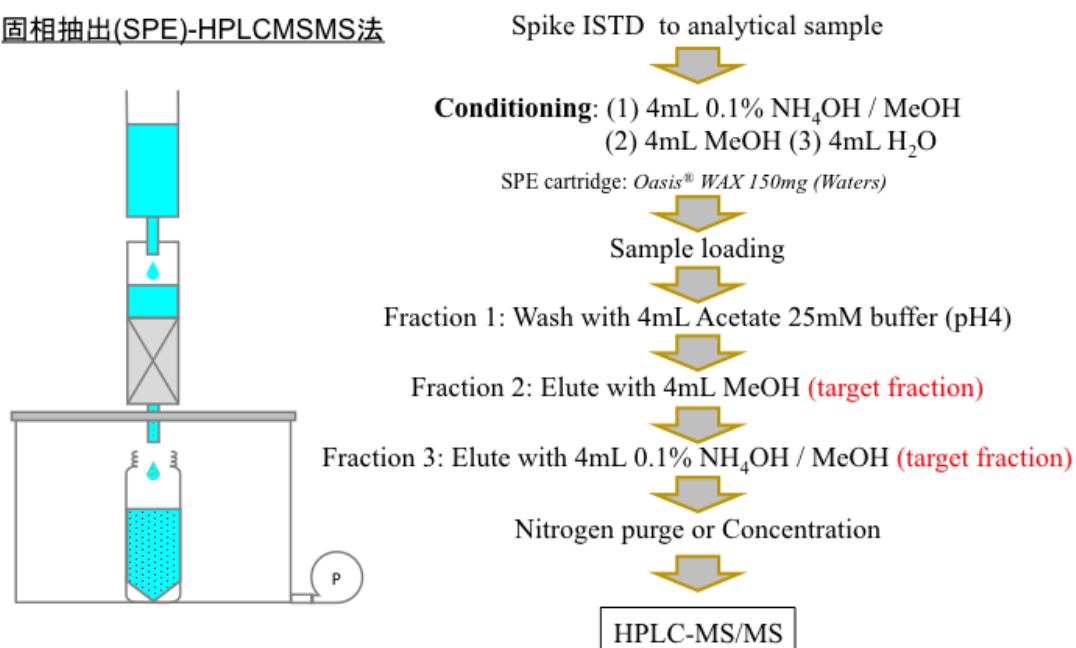 固相抽出(SPE)-HPLCMSMS法
Spike ISTD to analytical sample
Conditioning: (1) 4mL 0.1% NH₄OH / MeOH
(2) 4mL MeOH (3) 4mL H₂O
SPE cartridge: Oasis® WAX 150mg (Waters)
Sample loading
Fraction 1: Wash with 4mL Acetate 25mM buffer (pH4)
Fraction 2: Elute with 4mL MeOH (target fraction)
Fraction 3: Elute with 4mL 0.1% NH₄OH / MeOH (target fraction)
Nitrogen purge or Concentration
P
HPLC-MS/MS